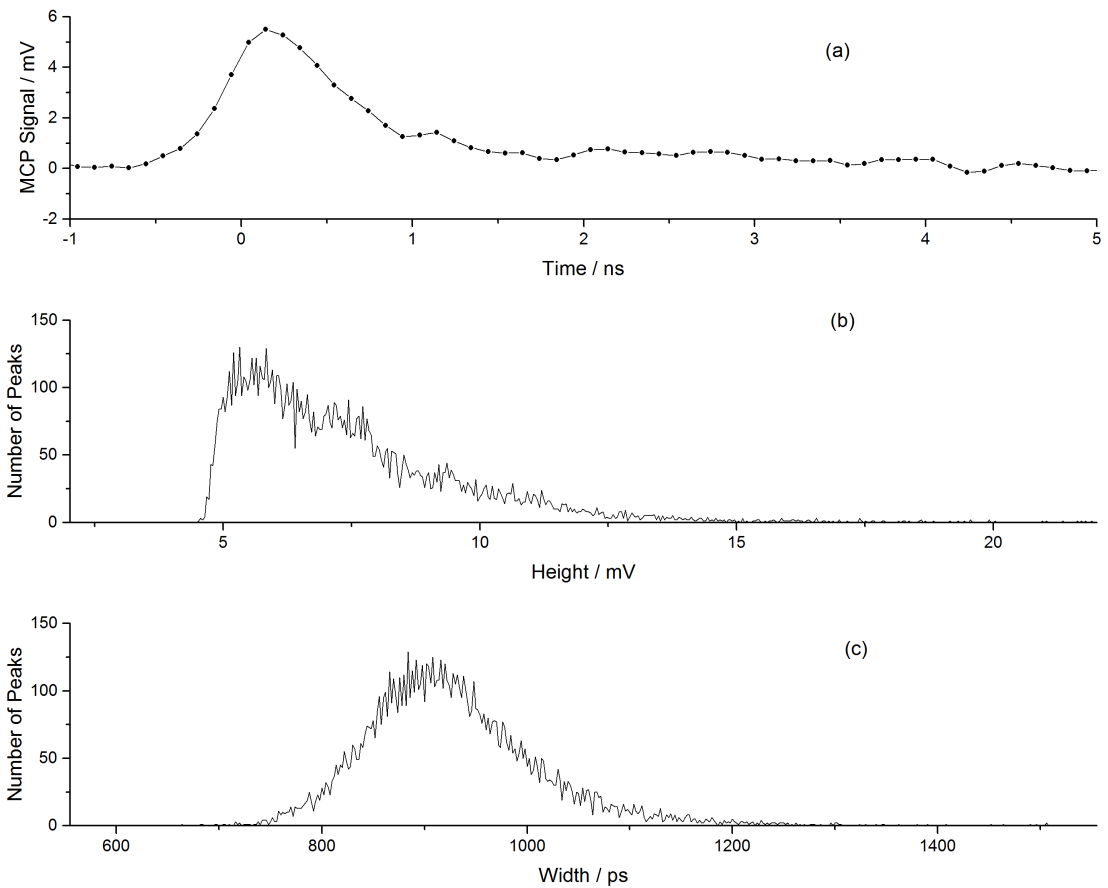 (a)
MCP Signal / mV
6
4
2
0
-2
-1 0 1 2 3 4 5
Time / ns
(b)
Number of Peaks
150
100
50
0
5 10 15 20
Height / mV
(c)
Number of Peaks
150
100
50
0
600 800 1000 1200 1400
Width / ps